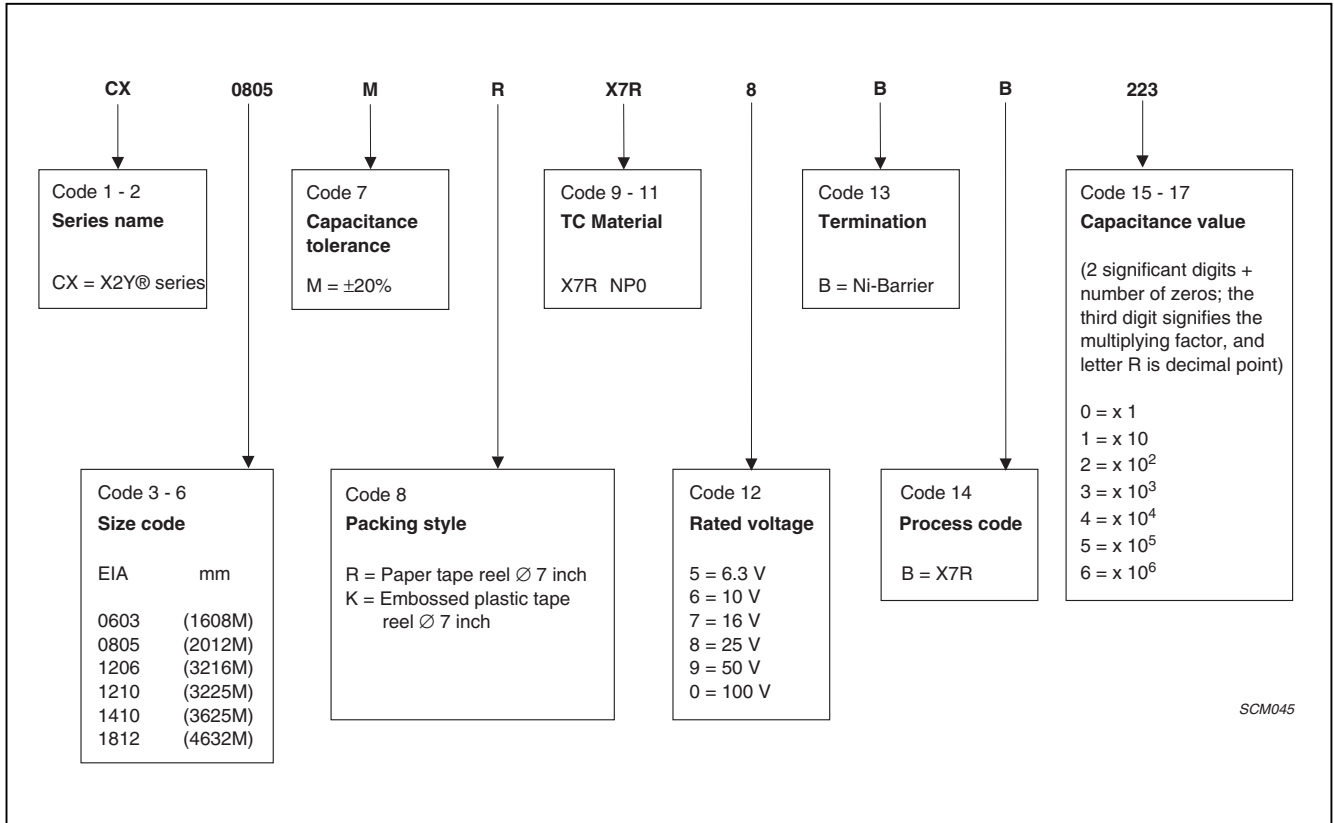 CX 0805 M R X7R 8 B B 223
Code 1 - 2
Series name
CX = X2Y® series
Code 7
Capacitance
tolerance
M = ±20%
Code 9 - 11
TC Material
X7R NP0
Code 13
Termination
B = Ni-Barrier
Code 15 - 17
Capacitance value
(2 significant digits +
number of zeros; the
third digit signifies the
multiplying factor, and
letter R is decimal point)
0 = x 1
1 = x 10
2 = x 10²
3 = x 10³
4 = x 10⁴
5 = x 10⁵
6 = x 10⁶
Code 3 - 6
Size code
EIA mm
0603 (1608M)
0805 (2012M)
1206 (3216M)
1210 (3225M)
1410 (3625M)
1812 (4632M)
Code 8
Packing style
R = Paper tape reel ∅ 7 inch
K = Embossed plastic tape
reel ∅ 7 inch
Code 12
Rated voltage
5 = 6.3 V
6 = 10 V
7 = 16 V
8 = 25 V
9 = 50 V
0 = 100 V
Code 14
Process code
B = X7R
SCM045